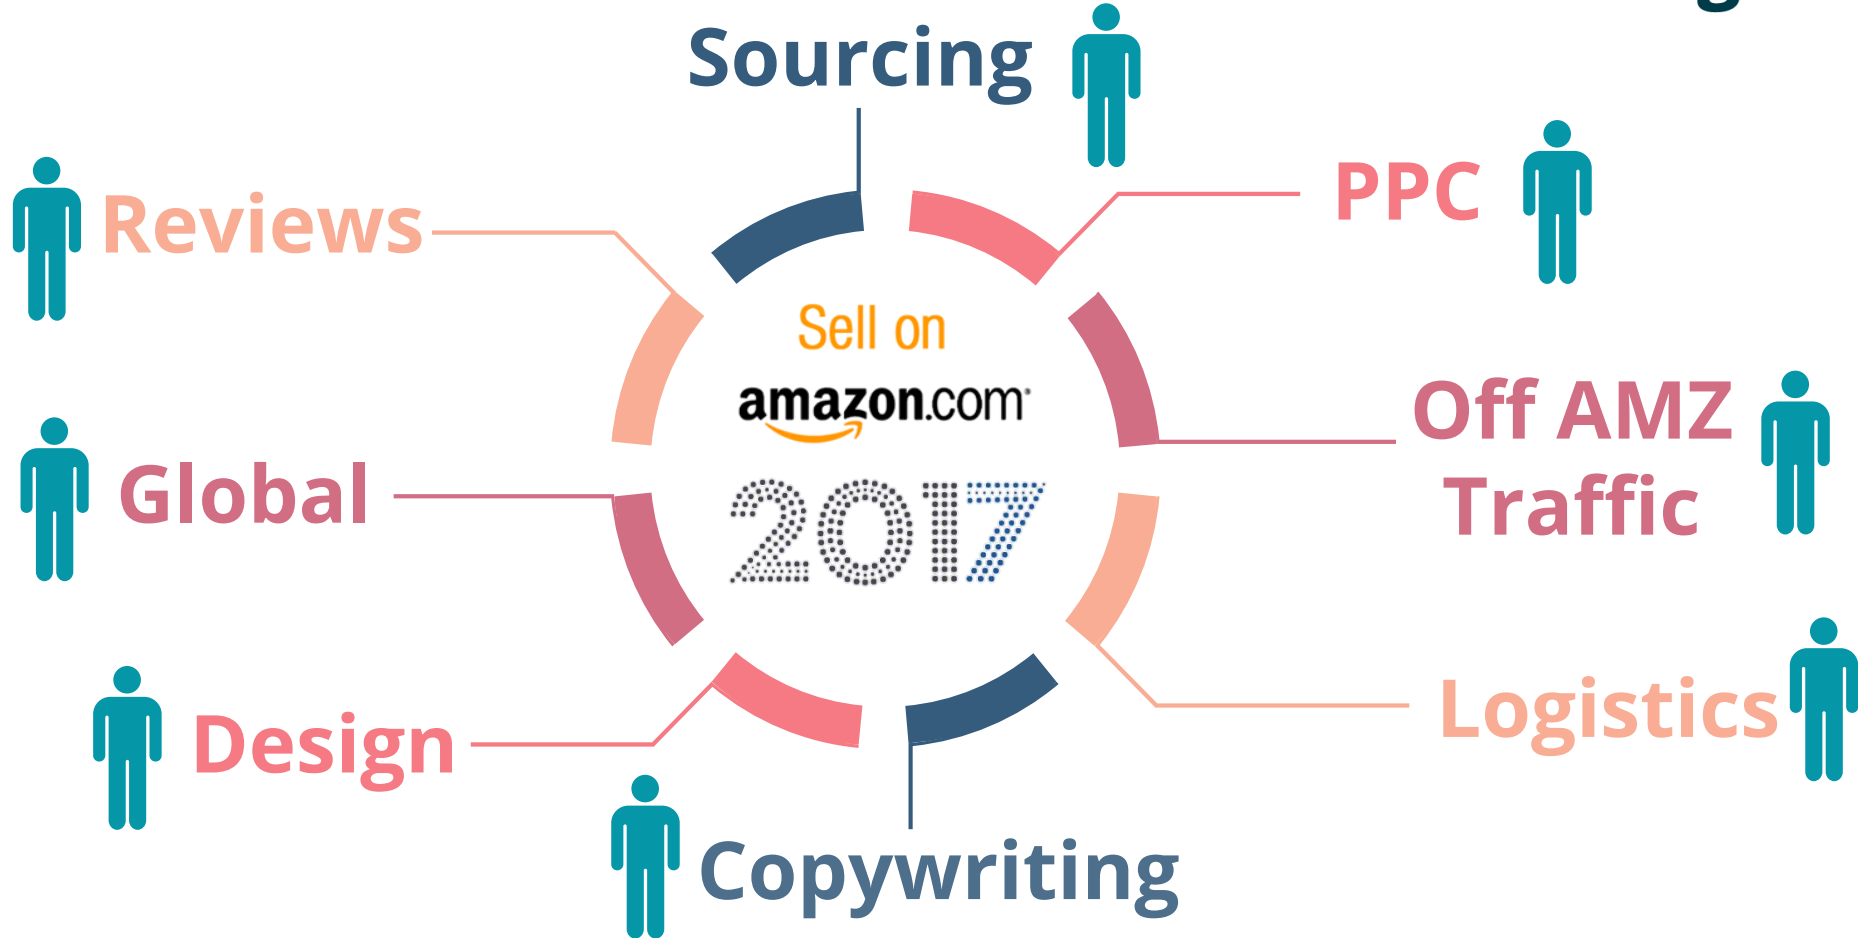 Sourcing
PPC
Reviews
Sell on
amazon.com
Off AMZ
Traffic
Global
2017
Logistics
Design
Copywriting